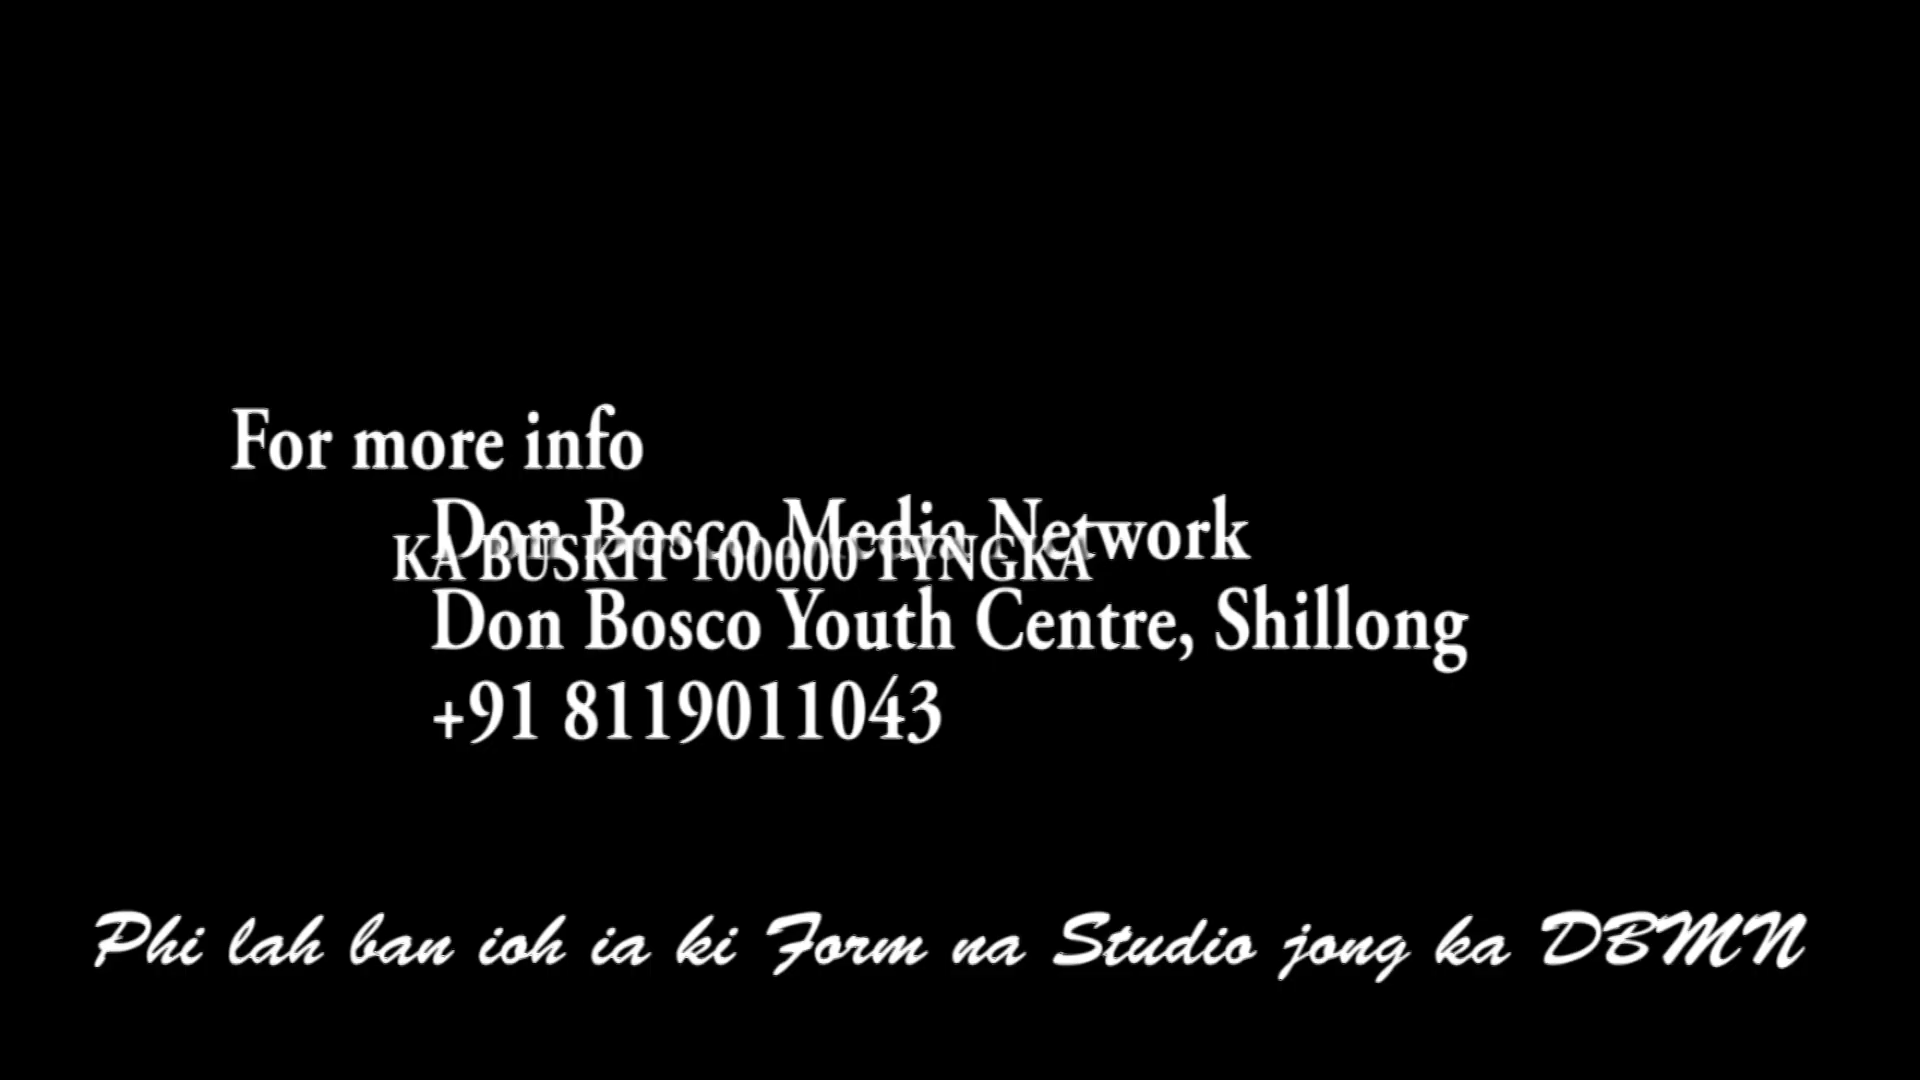 For more info
Don Bosco Media Network
KA BUSKIT 100000 TYNGKA
Don Bosco Youth Centre, Shillong
+91 8119011043
Phi lah ban ioh ia ki Form na Studio jong ka DBMN